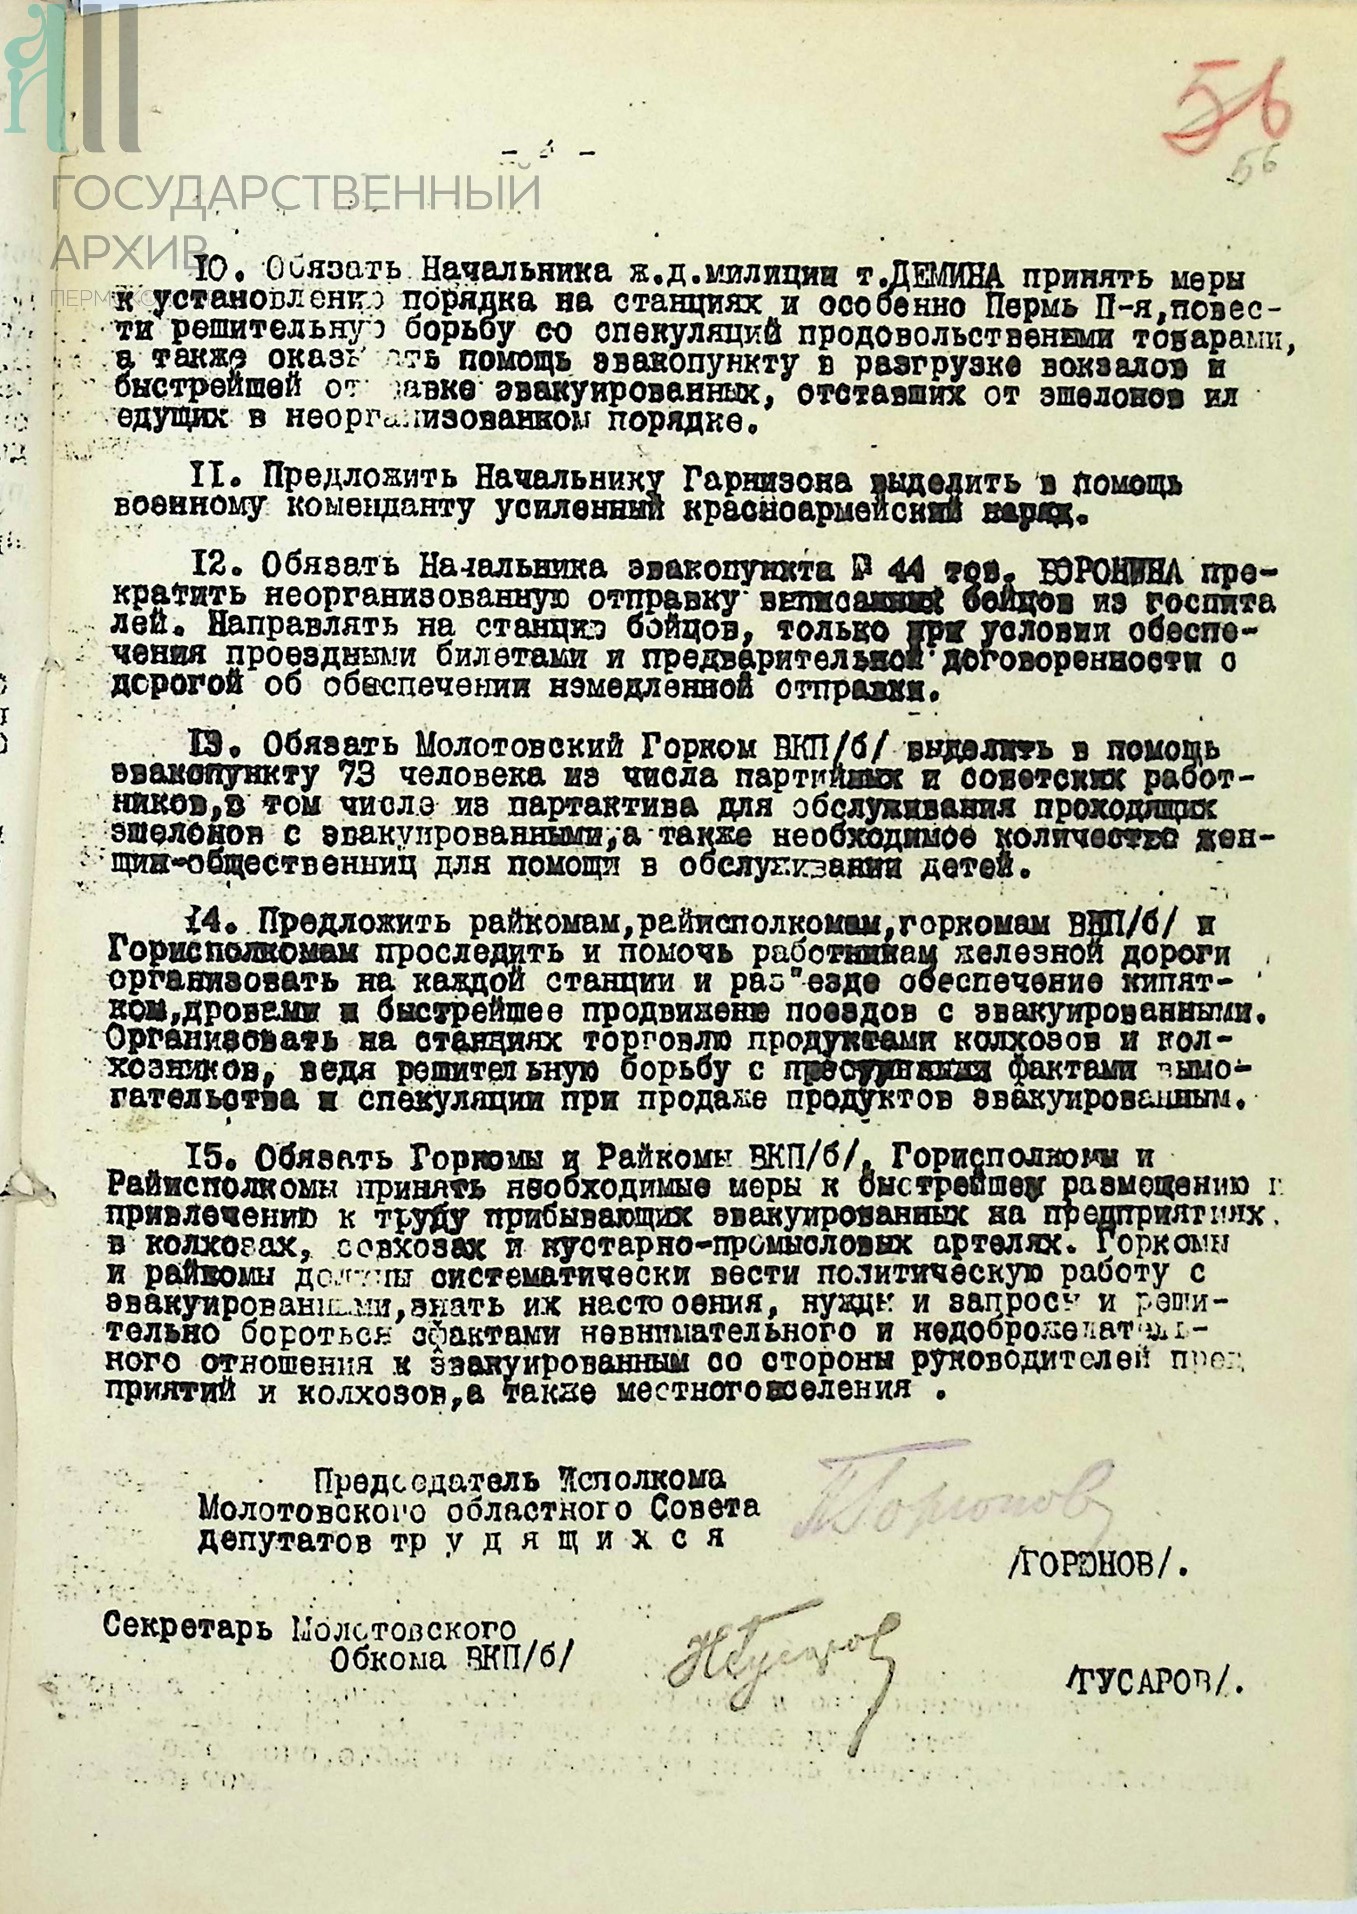 56
56
ГОСУДАРСТВЕННЫЙ
АРХИВ
10. Обязать Начальника ж.д.милиции т.ДЕМИНА принять меры
к установлению порядка на станциях и особенно Пермь П-я,повес-
ти решительную борьбу со спекуляций продовольственными товарами,
а также оказывать помощь эвакопункту в разгрузке вокзалов и
быстрейшей отправке эвакуированных, отставших от эшелонов ил
едущих в неорганизованном порядке.
11. Предложить Начальнику Гарнизона выделить в помощь
военному коменданту усиленный красноармейский наряд.
12. Обязать Начальника эвакопункта № 44 тов. ВОРОНИНА пре-
кратить неорганизованную отправку выписанных бойцов из госпита
лей. Направлять на станцию бойцов, только при условии обеспе-
чения проездными билетами и предварительной договоренности с
дорогой об обеспечении немедленной отправки.
13. Обязать Молотовский Горком ВКП/б/ выделить в помощь
эвакопункту 73 человека из числа партийных и советских работ-
ников,в том числе из партактива для обслуживания проходящих
эшелонов с эвакуированными,а также необходимое количество жен-
щин-общественниц для помощи в обслуживании детей.
14. Предложить райкомам,райисполкомам,горкомам ВКП/б/ и
Горисполкомам проследить и помочь работникам железной дороги
организовать на каждой станции и раз"езде обеспечение кипят-
ком,дровами и быстрейшее продвижение поездов с эвакуированными.
Организовать на станциях торговлю продуктами колхозов и кол-
хозников, ведя решительную борьбу с преступными фактами вымо-
гательства и спекуляции при продаже продуктов эвакуированным.
15. Обязать Горкомы и Райкомы ВКП/б/, Горисполкомы и
Райисполкомы принять необходимые меры к быстрейшему размещению и
привлечению к труду прибывающих эвакуированных на предприятиях,
в колхозах, совхозах и кустарно-промысловых артелях. Горкомы
и райкомы должны систематически вести политическую работу с
эвакуированными,знать их настроения, нужды и запросы и реши-
тельно бороться сфактами невнимательного и недоброжелатель-
ного отношения к эвакуированным со стороны руководителей пред
приятий и колхозов,а также местногонаселения .
Председатель Исполкома
Молотовского областного Совета
депутатов тр у д я щ и х с я
Горюнов
/ГОРЮНОВ/.
Секретарь Молотовского
Обкома ВКП/б/
НГусаров
/ГУСАРОВ/.